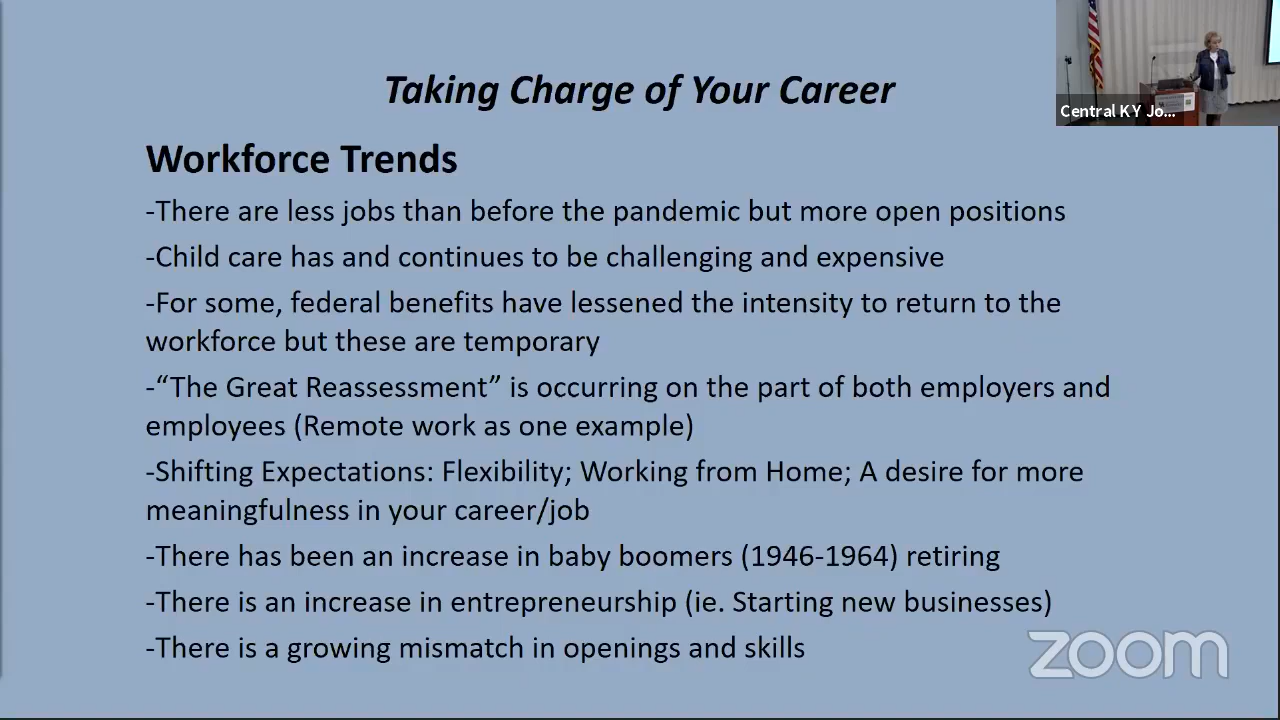 Taking Charge of Your Career
Central KY Jo...
Workforce Trends
-There are less jobs than before the pandemic but more open positions
-Child care has and continues to be challenging and expensive
-For some, federal benefits have lessened the intensity to return to the
workforce but these are temporary
-“The Great Reassessment” is occurring on the part of both employers and
employees (Remote work as one example)
-Shifting Expectations: Flexibility; Working from Home; A desire for more
meaningfulness in your career/job
-There has been an increase in baby boomers (1946-1964) retiring
-There is an increase in entrepreneurship (ie. Starting new businesses)
-There is a growing mismatch in openings and skills
zoom